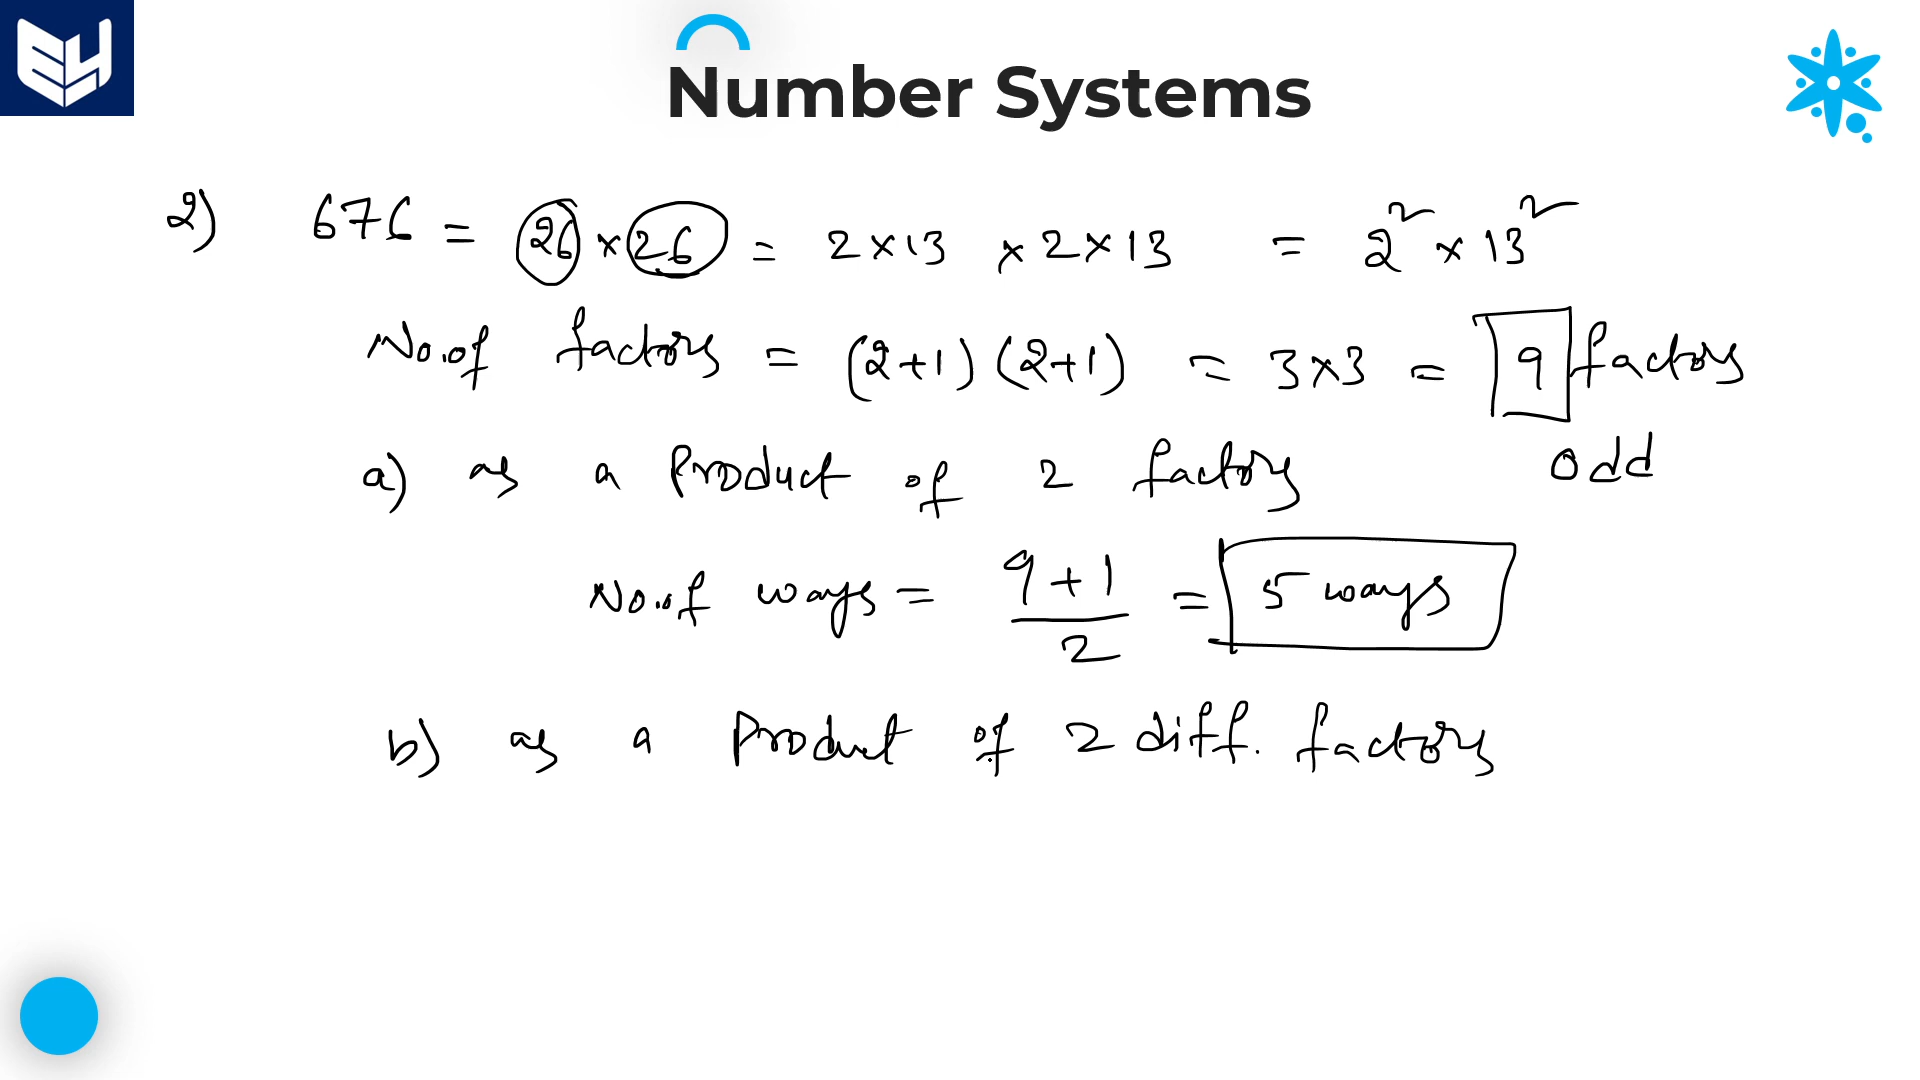 EY
Number Systems
2) 676 = 26 × 26 = 2 × 13 × 2 × 13 = 2² × 13²
No. of factors = (2+1) (2+1) = 3×3 = 9 factors
odd
a) as a product of 2 factors
No. of ways = 9+1/2 = 5 ways
b) as a product of 2 diff. factors